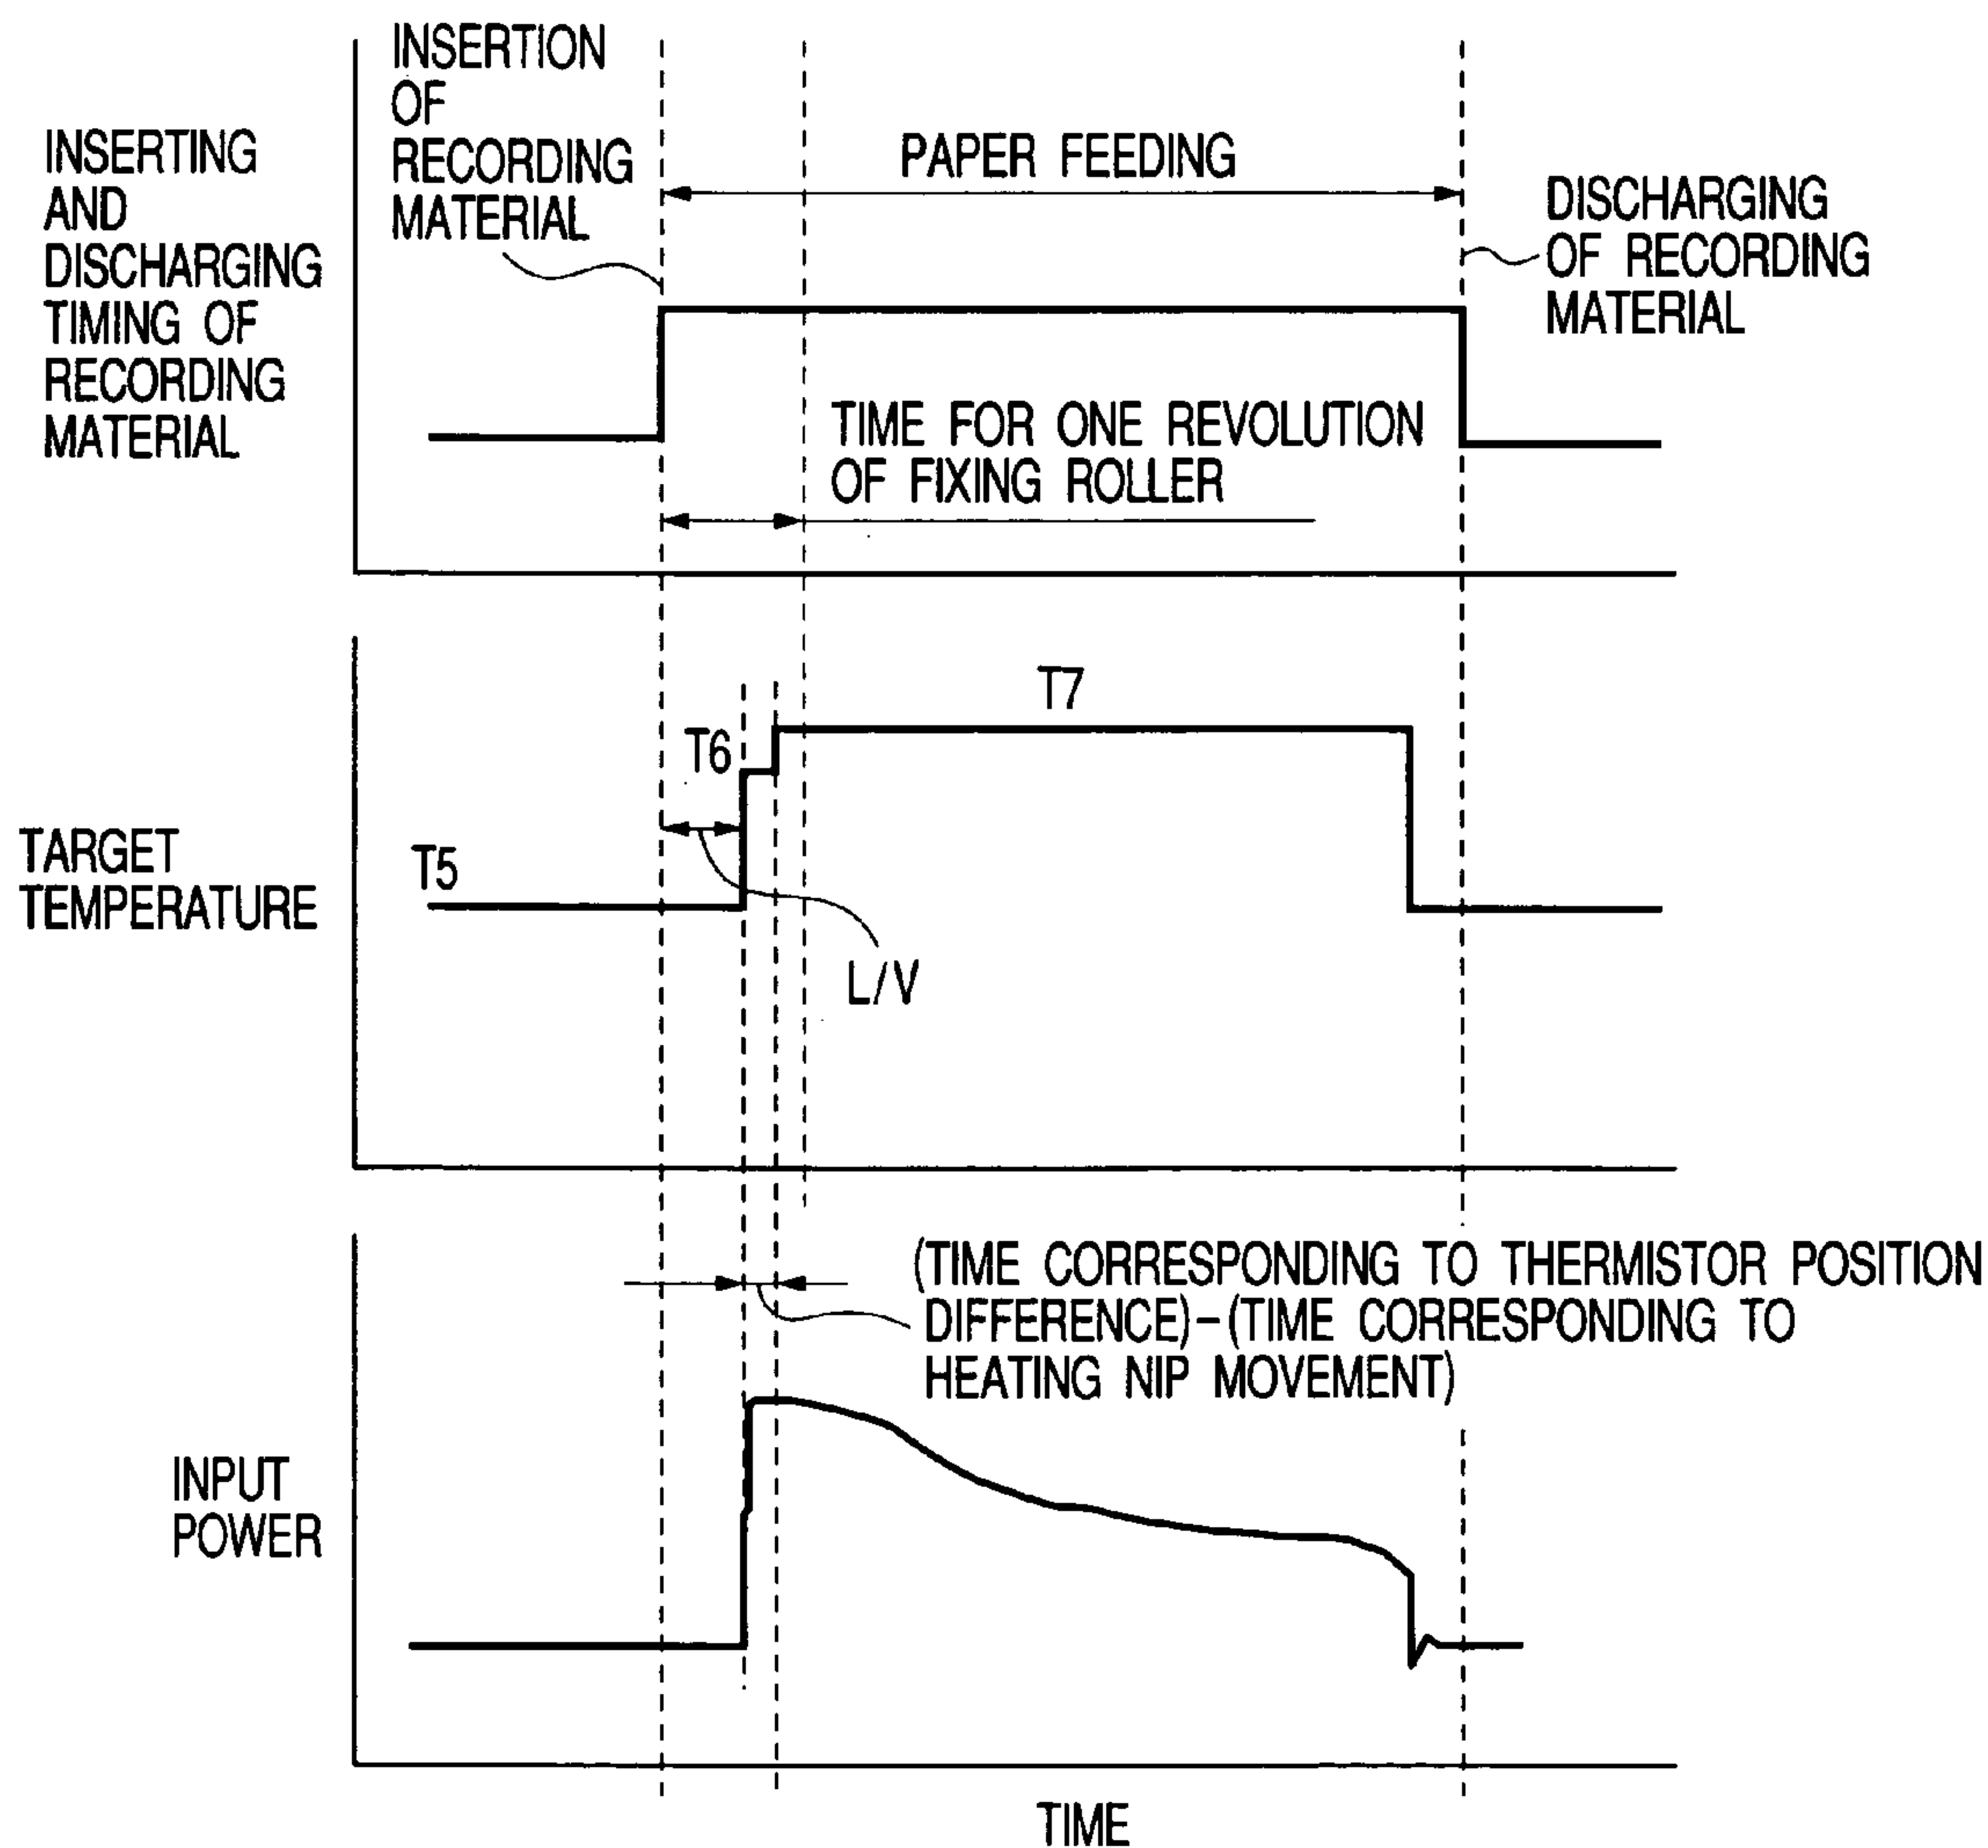 INSERTION
OF
RECORDING
MATERIAL
INSERTING
AND
DISCHARGING
TIMING OF
RECORDING
MATERIAL
PAPER FEEDING
DISCHARGING
OF RECORDING
MATERIAL
TIME FOR ONE REVOLUTION
OF FIXING ROLLER
TARGET
TEMPERATURE
T5
T6
T7
L/V
(TIME CORRESPONDING TO THERMISTOR POSITION
DIFFERENCE)-(TIME CORRESPONDING TO
HEATING NIP MOVEMENT)
INPUT
POWER
TIME